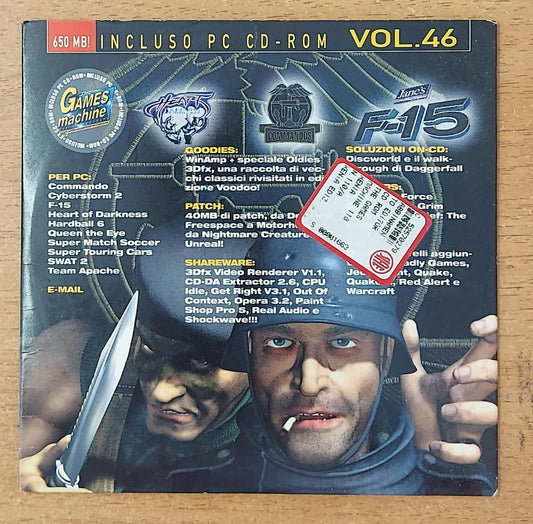 650 MB! INCLUSO PC CD-ROM VOL.46
The GAMES machine
HEART
COMMANDOS
Jane's
F-15
PER PC:
Commando
Cyberstorm 2
F-15
Heart of Darkness
Hardball 6
Queen the Eye
Super Match Soccer
Super Touring Cars
SWAT 2
Team Apache
E-MAIL
GOODIES:
WinAmp + speciale Oldies
3Dfx, una raccolta di vec-
chi classici rivisitati in ed
zione Voodoo!
PATCH:
40MB di patch, da D
Freespace a Motorh
da Nightmare Creature
Unreal!
SHAREWARE:
3Dfx Video Renderer V1.1,
CD-DA Extractor 2.6, CPU
Idle, Get Right V3.1, Out Of
Context, Opera 3.2, Paint
Shop Pro 5, Real Audio e
Shockwave!!!
SOLUZIONI ON-CD:
Discworld e il walk-
through di Daggerfall
Force
Grim
ef: The
elli aggiun-
adly Games,
Je Quake,
Quake Red Alert e
Warcraft